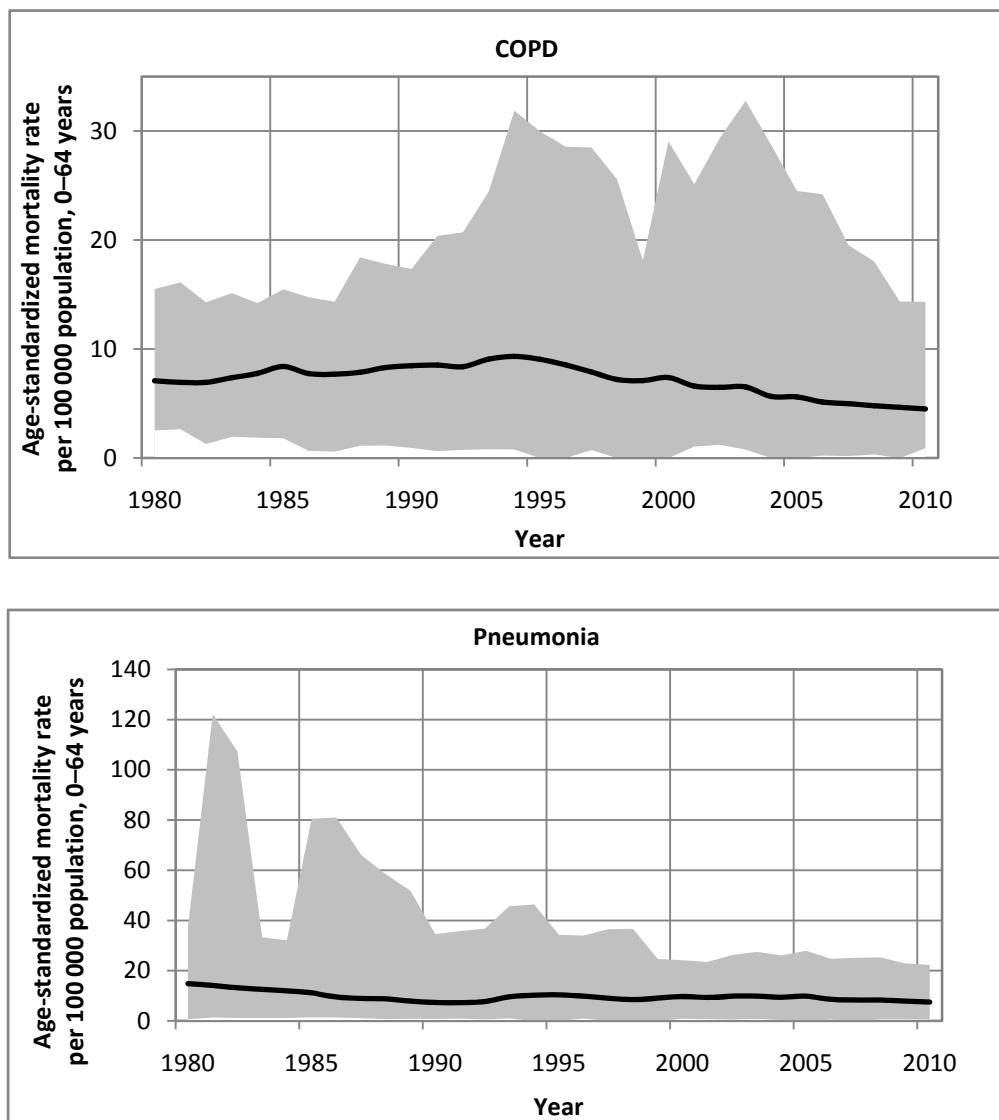 COPD
Age-standardized mortality rate
per 100 000 population, 0–64 years
30
20
10
0
1980 1985 1990 1995 2000 2005 2010
Year
Pneumonia
Age-standardized mortality rate
per 100 000 population, 0–64 years
140
120
100
80
60
40
20
0
1980 1985 1990 1995 2000 2005 2010
Year